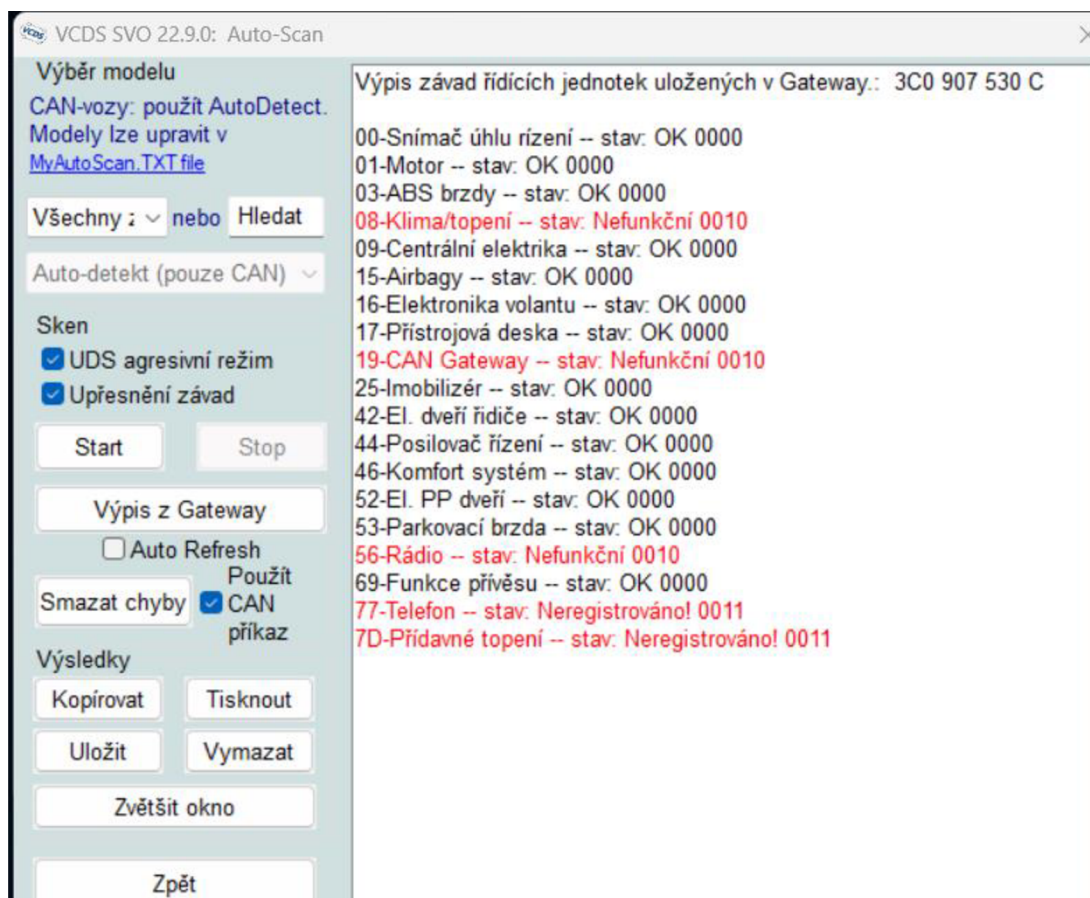 VCDS SVO 22.9.0: Auto-Scan
Výběr modelu
CAN-vozy: použít AutoDetect.
Modely lze upravit v
MyAutoScan.TXT file
Všechny z nebo Hledat
Auto-detekt (pouze CAN)
Sken
UDS agresivní režim
Upřesnění závad
Start Stop
Výpis z Gateway
Auto Refresh
Smazat chyby
Použít
CAN
příkaz
Výsledky
Kopírovat Tisknout
Uložit Vymazat
Zvětšit okno
Zpět
Výpis závad řídících jednotek uložených v Gateway.: 3C0 907 530 C
00-Snímač úhlu rízení -- stav: OK 0000
01-Motor -- stav: OK 0000
03-ABS brzdy -- stav: OK 0000
08-Klima/topení -- stav: Nefunkční 0010
09-Centrální elektrika -- stav: OK 0000
15-Airbagy -- stav: OK 0000
16-Elektronika volantu -- stav: OK 0000
17-Přístrojová deska -- stav: OK 0000
19-CAN Gateway -- stav: Nefunkční 0010
25-Imobilizér -- stav: OK 0000
42-El. dveří řidiče -- stav: OK 0000
44-Posilovač řízení -- stav: OK 0000
46-Komfort systém -- stav: OK 0000
52-El. PP dveří -- stav: OK 0000
53-Parkovací brzda -- stav: OK 0000
56-Rádio -- stav: Nefunkční 0010
69-Funkce přívěsu -- stav: OK 0000
77-Telefon -- stav: Neregistrováno! 0011
7D-Přídavné topení -- stav: Neregistrováno! 0011